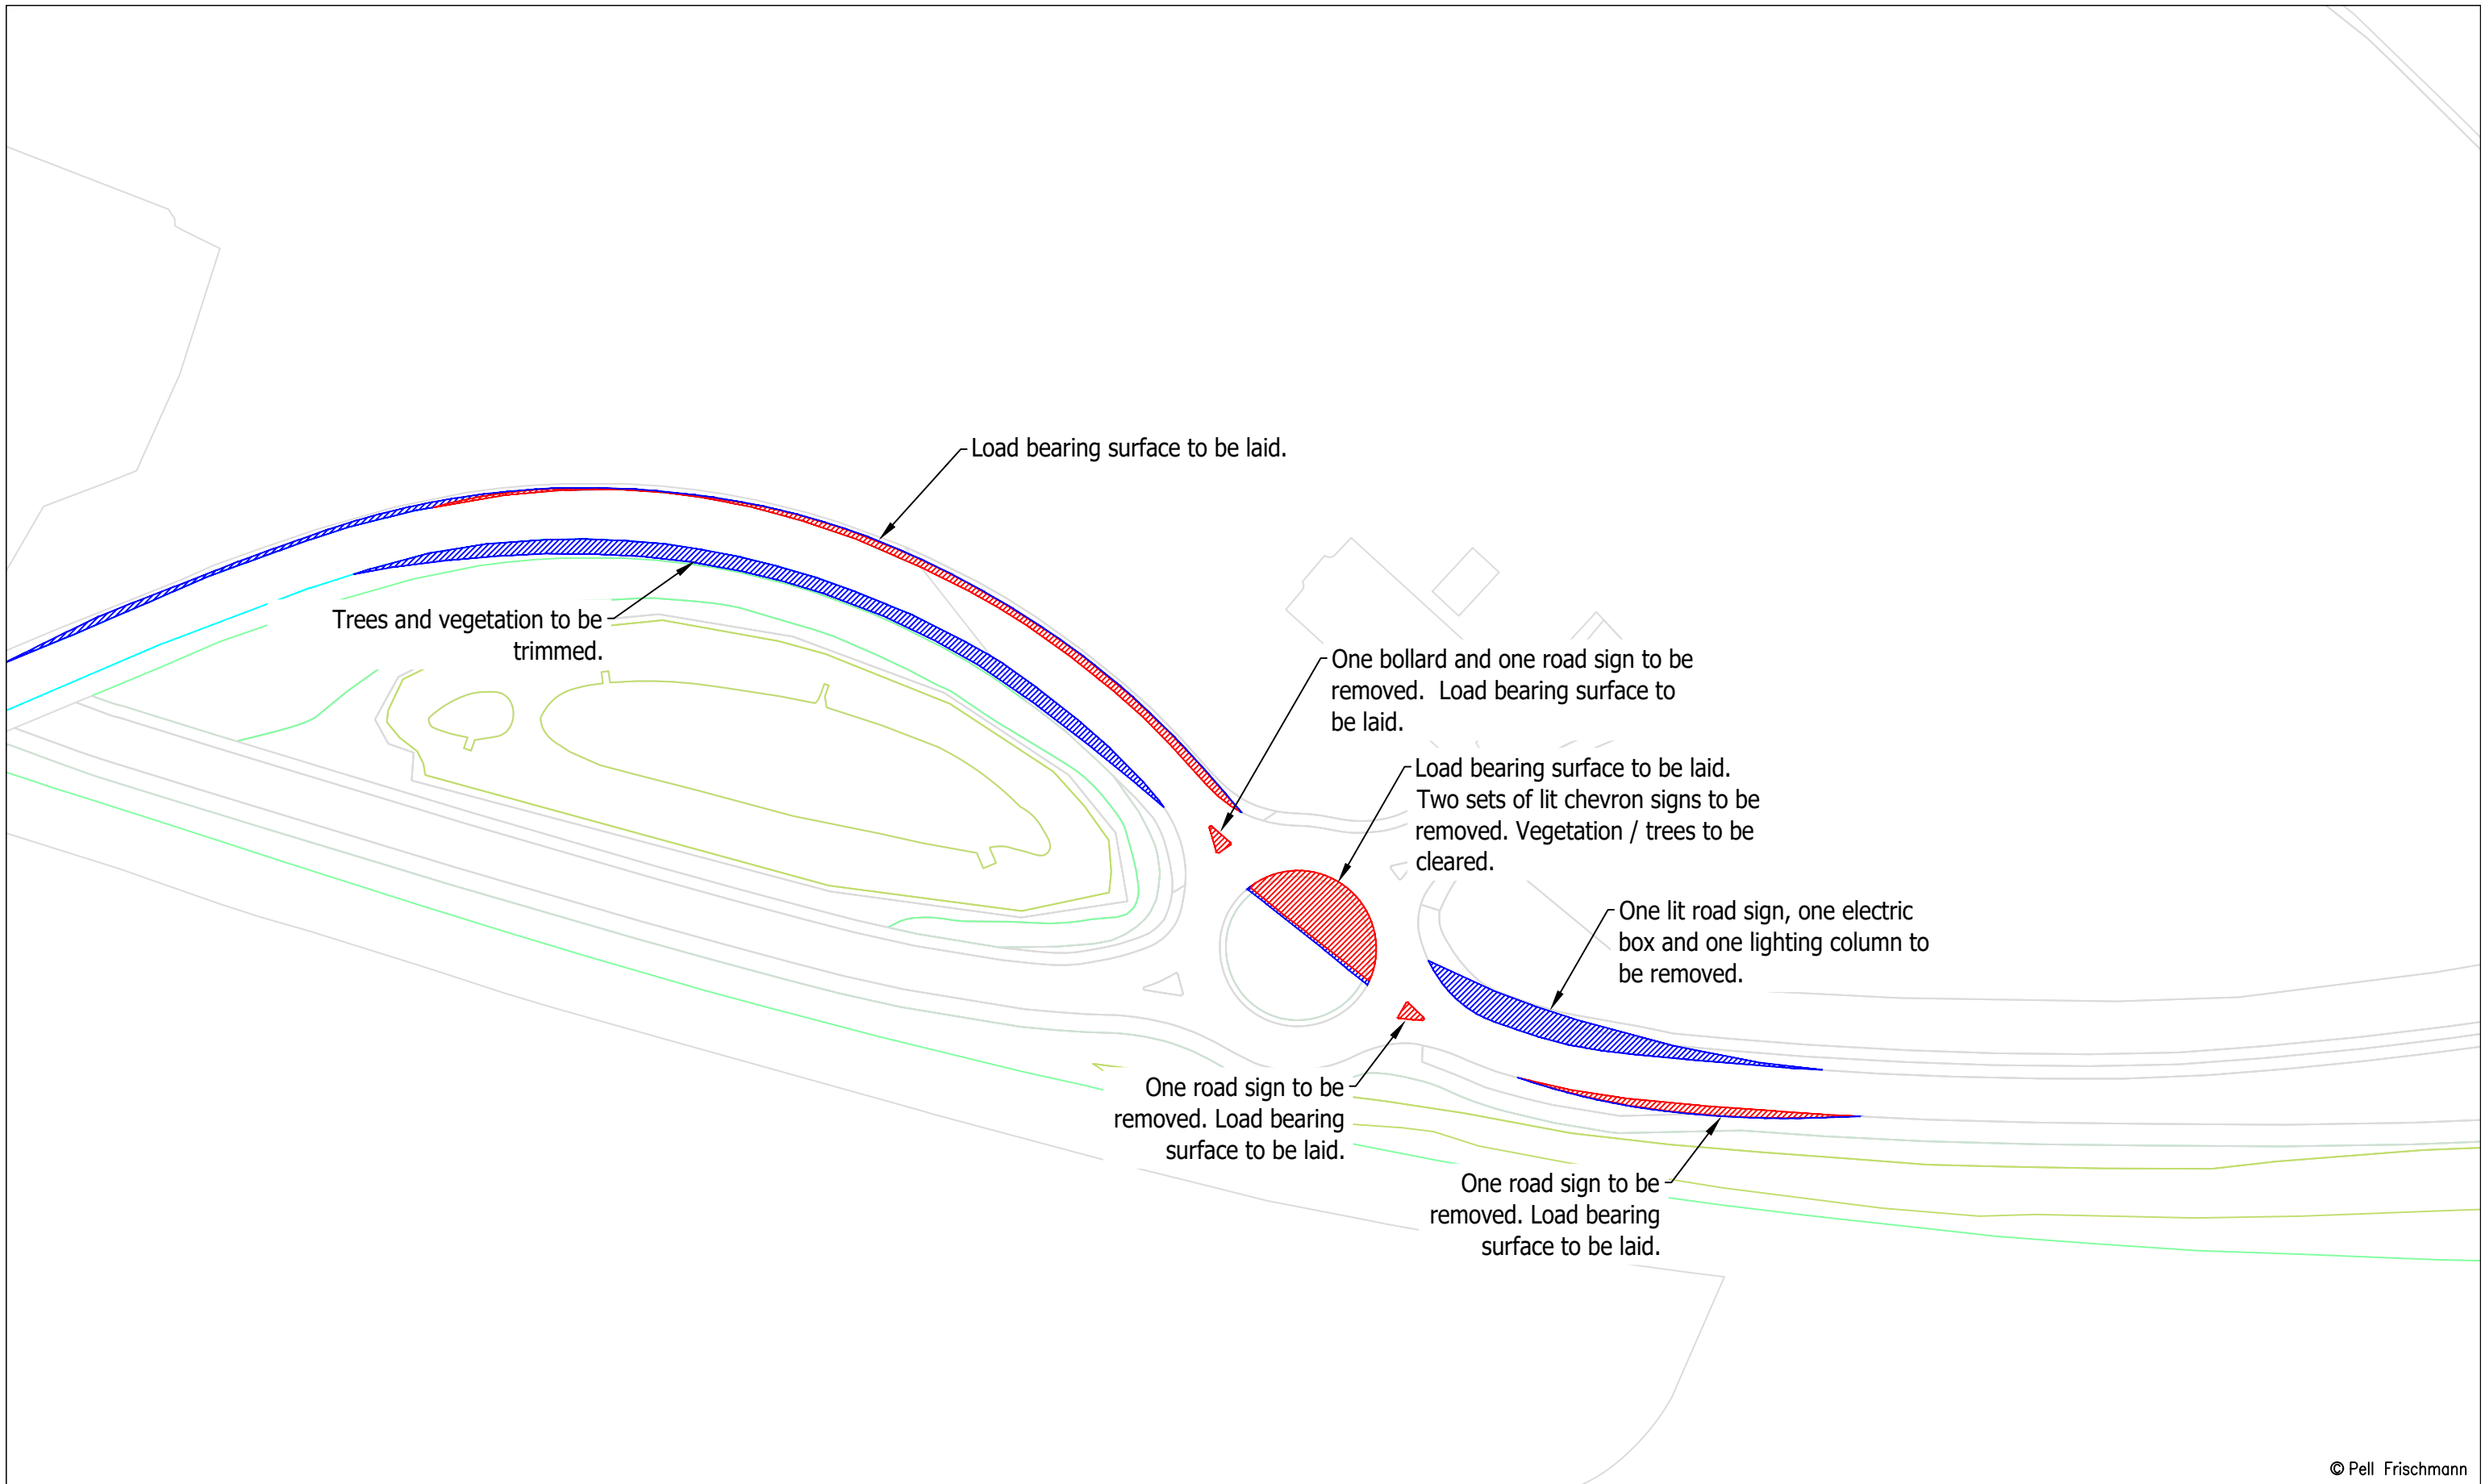 Load bearing surface to be laid.
Trees and vegetation to be
trimmed.
One bollard and one road sign to be
removed.  Load bearing surface to
be laid.
Load bearing surface to be laid.
Two sets of lit chevron signs to be
removed. Vegetation / trees to be
cleared.
One lit road sign, one electric
box and one lighting column to
be removed.
One road sign to be
removed. Load bearing
surface to be laid.
One road sign to be
removed. Load bearing
surface to be laid.
© Pell Frischmann